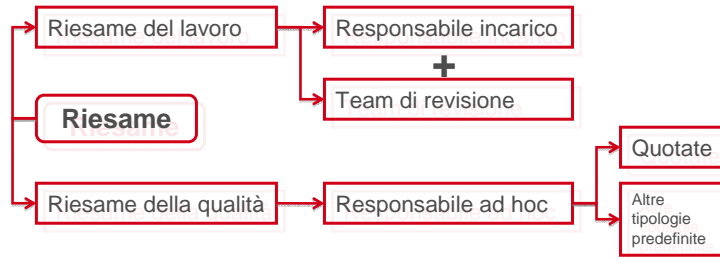 Riesame del lavoro
Responsabile incarico
+
Team di revisione
Riesame
Quotate
Riesame della qualità
Responsabile ad hoc
Altre
tipologie
predefinite